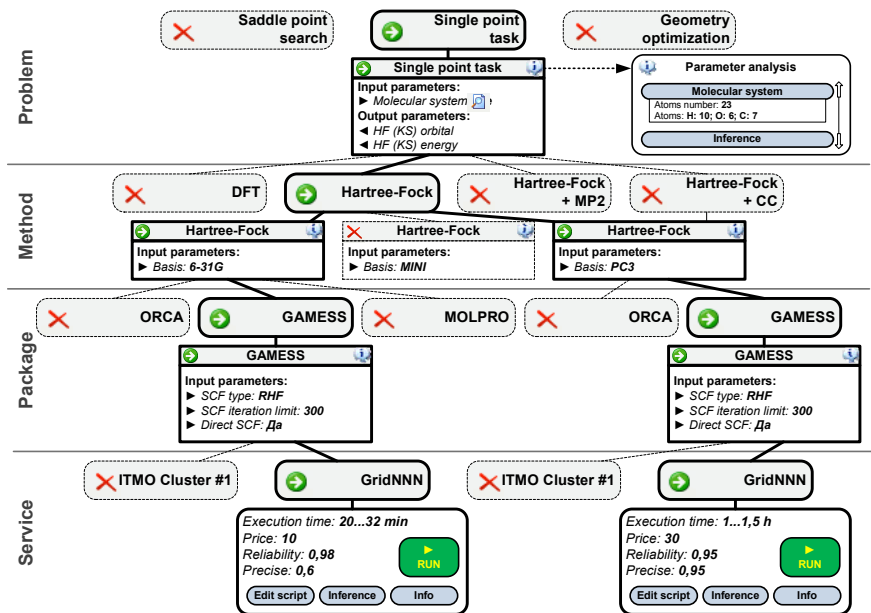 Problem
Saddle point
search
Single point
task
Geometry
optimization
Single point task
Input parameters:
► Molecular system
Output parameters:
◄ HF (KS) orbital
◄ HF (KS) energy
Parameter analysis
Molecular system
Atoms number: 23
Atoms: H: 10; O: 6; C: 7
Inference
Method
DFT
Hartree-Fock
Hartree-Fock
+ MP2
Hartree-Fock
+ CC
Hartree-Fock
Input parameters:
► Basis: 6-31G
Hartree-Fock
Input parameters:
► Basis: MINI
Hartree-Fock
Input parameters:
► Basis: PC3
Package
ORCA
GAMESS
MOLPRO
ORCA
GAMESS
GAMESS
Input parameters:
► SCF type: RHF
► SCF iteration limit: 300
► Direct SCF: Да
GAMESS
Input parameters:
► SCF type: RHF
► SCF iteration limit: 300
► Direct SCF: Да
Service
ITMO Cluster #1
GridNNN
ITMO Cluster #1
GridNNN
Execution time: 20...32 min
Price: 10
Reliability: 0,98
Precise: 0,6
► RUN
Edit script
Inference
Info
Execution time: 1...1,5 h
Price: 30
Reliability: 0,95
Precise: 0,95
► RUN
Edit script
Inference
Info